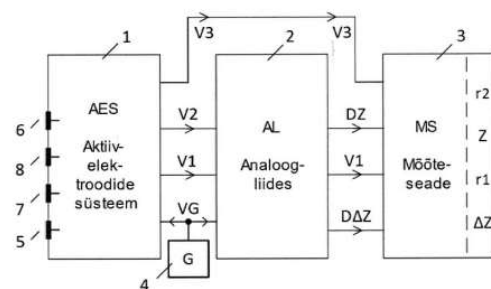 1
2
3
V3
V3
AES
Aktiiv-
elek-
troodide
süsteem
AL
Analoog-
liides
MS
Mõõte-
seade
6
8
7
5
V2
V1
VG
G
4
DZ
V1
DΔZ
r2
Z
r1
ΔZ